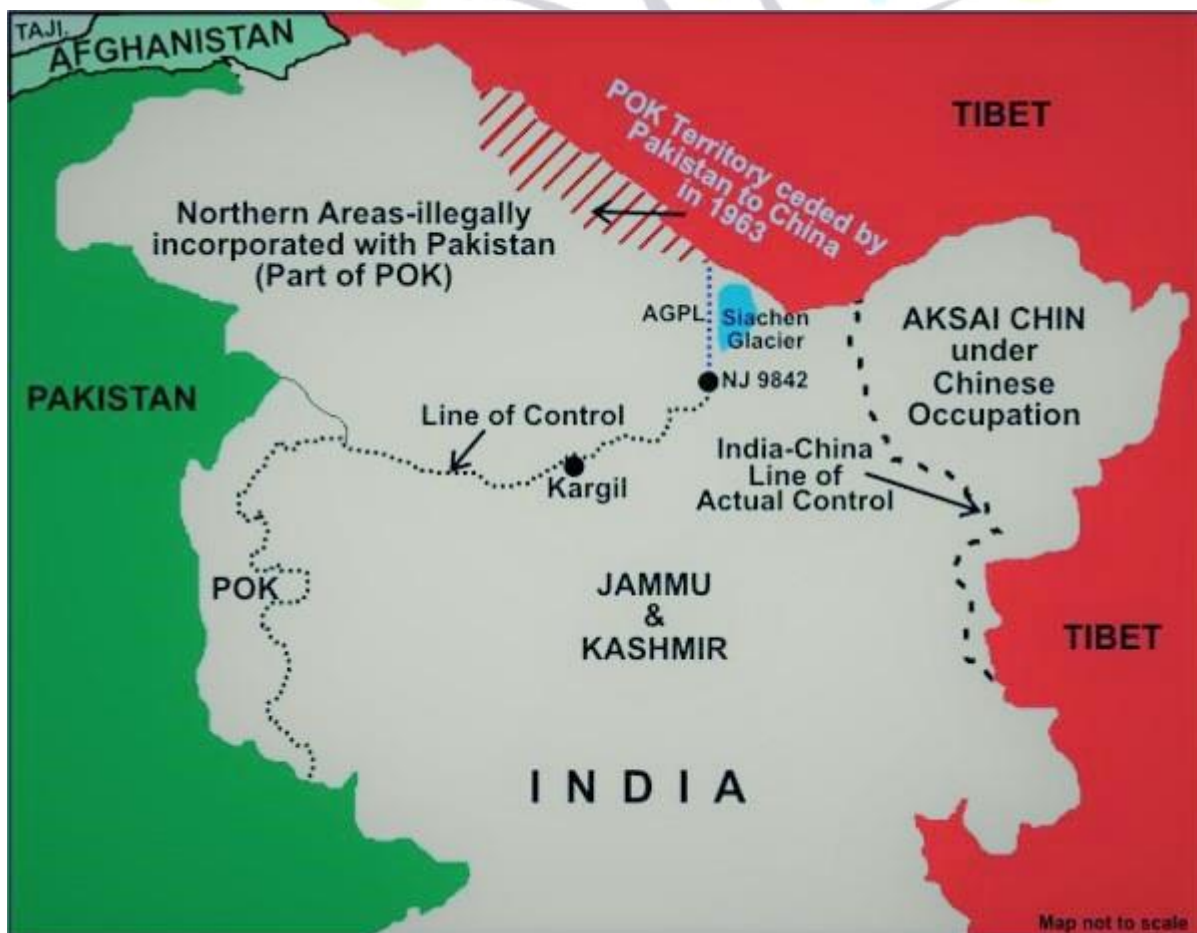 TAJI.
AFGHANISTAN
TIBET
POK Territory ceded by
Pakistan to China
in 1963
Northern Areas-illegally
incorporated with Pakistan
(Part of POK)
AGPL
Siachen
Glacier
AKSAI CHIN
under
Chinese
Occupation
NJ 9842
PAKISTAN
Line of Control
Kargil
India-China
Line of
Actual Control
POK
JAMMU
&
KASHMIR
TIBET
INDIA
Map not to scale